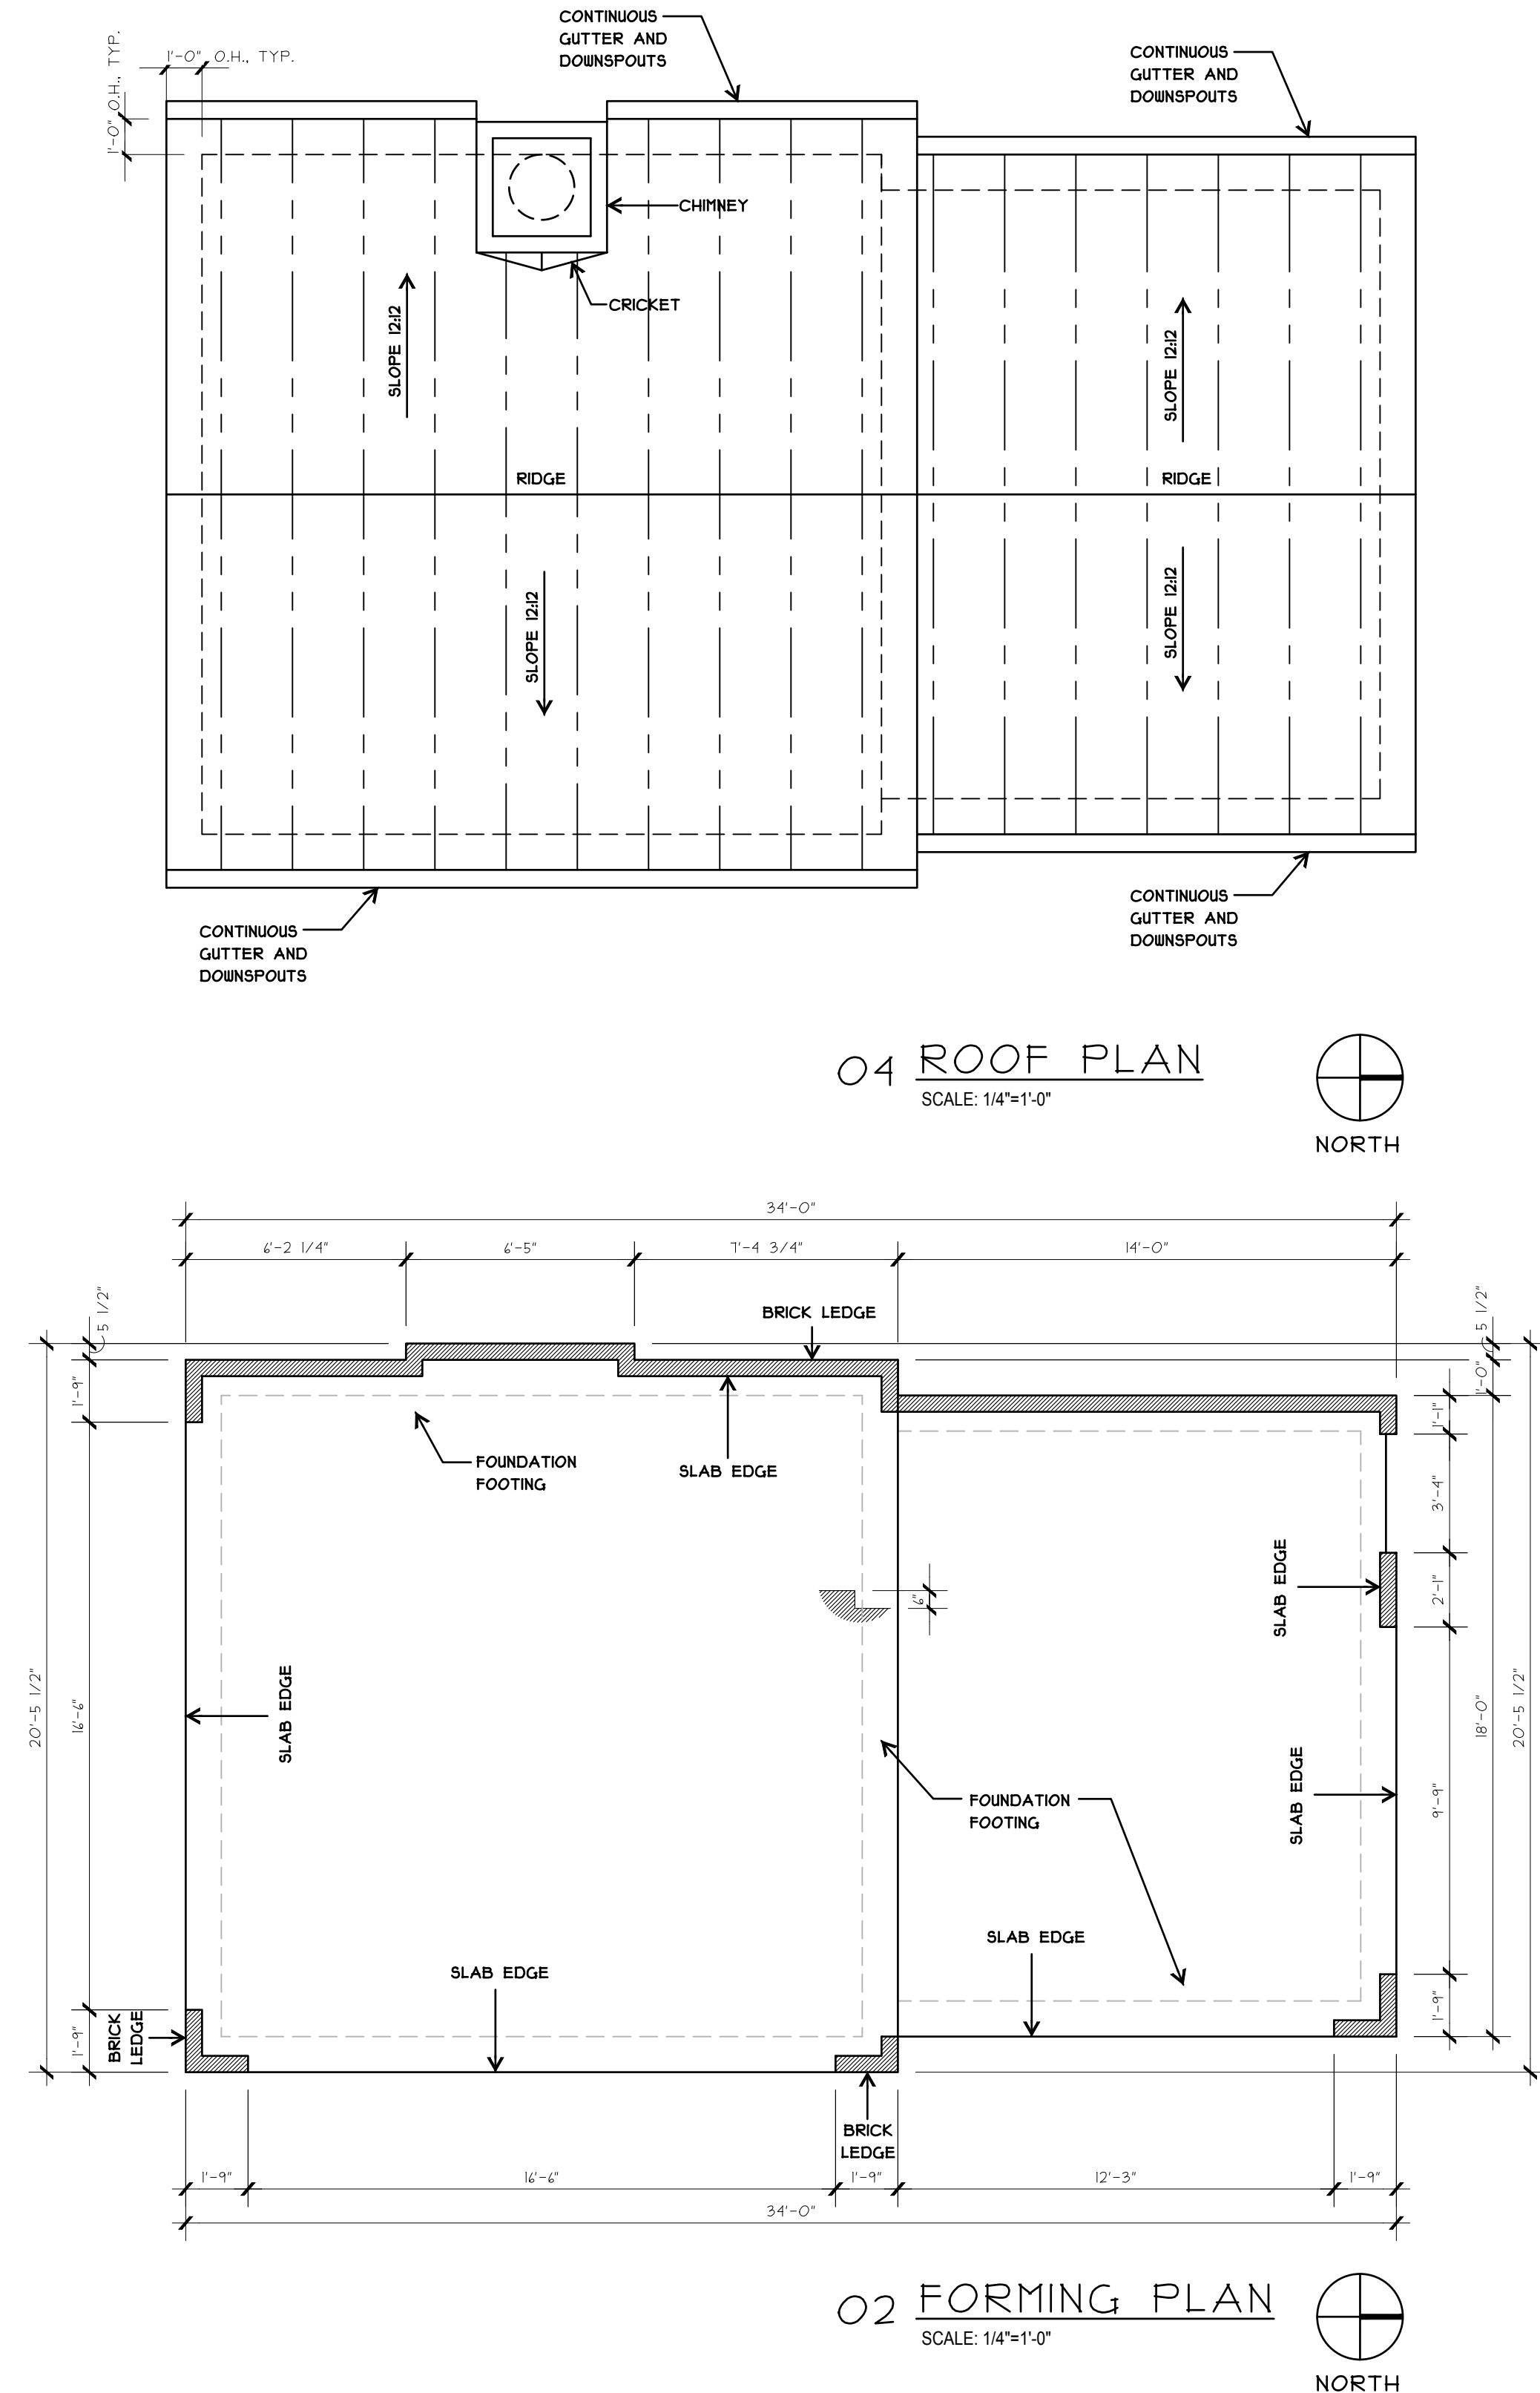 CONTINUOUS
GUTTER AND
DOWNSPOUTS
CONTINUOUS
GUTTER AND
DOWNSPOUTS
1'-0" O.H., TYP.
1'-0" O.H., TYP.
CHIMNEY
CRICKET
SLOPE 12:12
SLOPE 12:12
RIDGE
RIDGE
SLOPE 12:12
SLOPE 12:12
CONTINUOUS
GUTTER AND
DOWNSPOUTS
CONTINUOUS
GUTTER AND
DOWNSPOUTS
04 ROOF PLAN
SCALE: 1/4"=1'-0"
NORTH
34'-0"
6'-2 1/4"
6'-5"
7'-4 3/4"
14'-0"
5 1/2"
5 1/2"
BRICK LEDGE
1'-9"
1'-0"
1'-1"
FOUNDATION
FOOTING
SLAB EDGE
3'-4"
SLAB EDGE
2'-1"
6"
20'-5 1/2"
16'-6"
SLAB EDGE
18'-0"
20'-5 1/2"
SLAB EDGE
9'-9"
FOUNDATION
FOOTING
SLAB EDGE
SLAB EDGE
1'-9"
BRICK
LEDGE
1'-9"
BRICK
LEDGE
1'-9"
16'-6"
1'-9"
12'-3"
1'-9"
34'-0"
02 FORMING PLAN
SCALE: 1/4"=1'-0"
NORTH